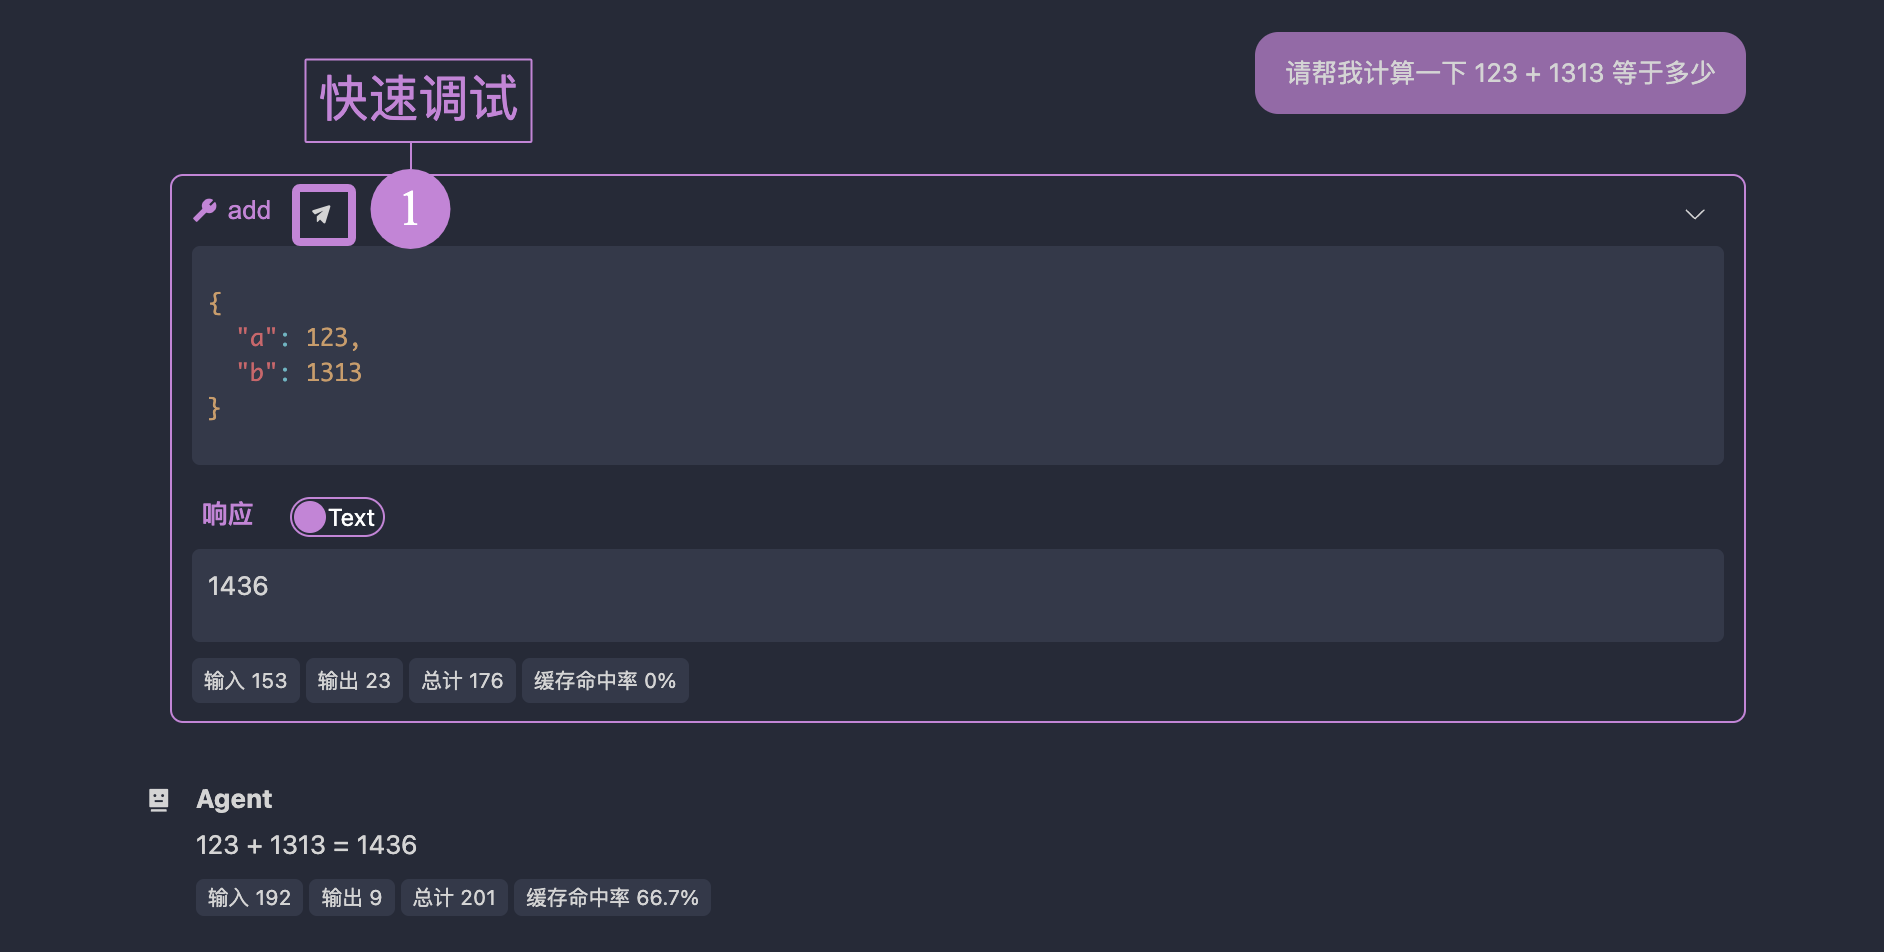 请帮我计算一下 123 + 1313 等于多少
快速调试
add
1
{
"a": 123,
"b": 1313
}
响应
Text
1436
输入 153 输出 23 总计 176 缓存命中率 0%
Agent
123 + 1313 = 1436
输入 192 输出 9 总计 201 缓存命中率 66.7%